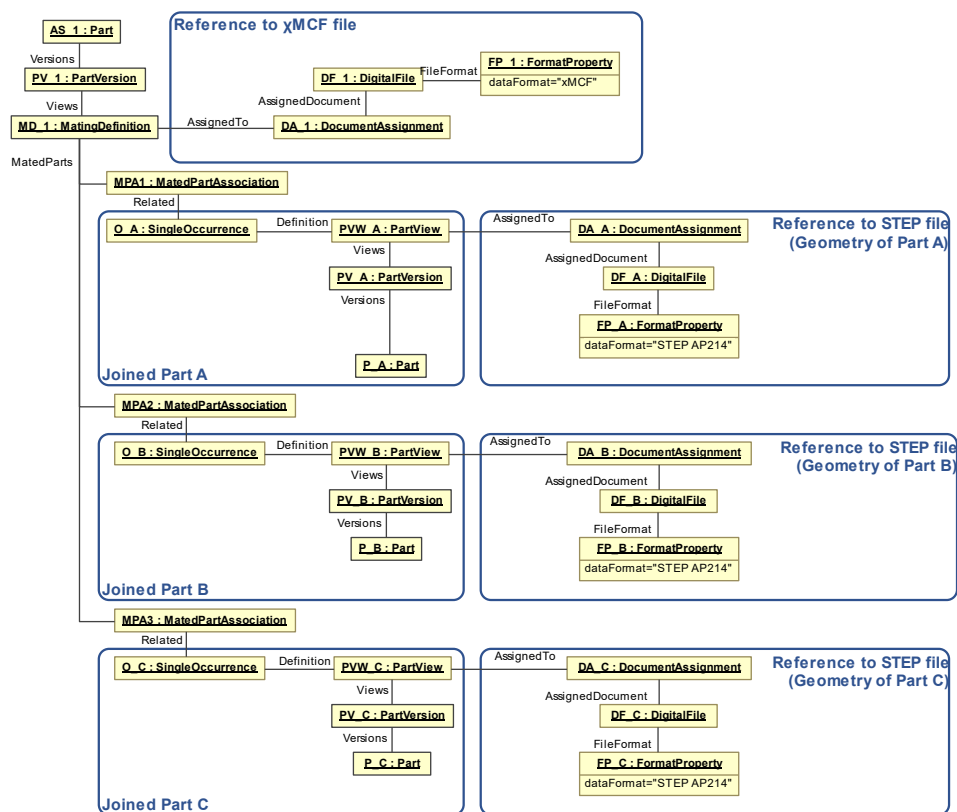 Reference to χMCF file
AS_1 : Part
Versions
PV_1 : PartVersion
Views
MD_1 : MatingDefinition
AssignedTo
DA_1 : DocumentAssignment
AssignedDocument
DF_1 : DigitalFile
FileFormat
FP_1 : FormatProperty
dataFormat="xMCF"
MatedParts
MPA1 : MatedPartAssociation
Related
O_A : SingleOccurrence
Definition
PVW_A : PartView
Views
PV_A : PartVersion
Versions
P_A : Part
Joined Part A
AssignedTo
DA_A : DocumentAssignment
AssignedDocument
DF_A : DigitalFile
FileFormat
FP_A : FormatProperty
dataFormat="STEP AP214"
Reference to STEP file
(Geometry of Part A)
MPA2 : MatedPartAssociation
Related
O_B : SingleOccurrence
Definition
PVW_B : PartView
Views
PV_B : PartVersion
Versions
P_B : Part
Joined Part B
AssignedTo
DA_B : DocumentAssignment
AssignedDocument
DF_B : DigitalFile
FileFormat
FP_B : FormatProperty
dataFormat="STEP AP214"
Reference to STEP file
(Geometry of Part B)
MPA3 : MatedPartAssociation
Related
O_C : SingleOccurrence
Definition
PVW_C : PartView
Views
PV_C : PartVersion
Versions
P_C : Part
Joined Part C
AssignedTo
DA_C : DocumentAssignment
AssignedDocument
DF_C : DigitalFile
FileFormat
FP_C : FormatProperty
dataFormat="STEP AP214"
Reference to STEP file
(Geometry of Part C)